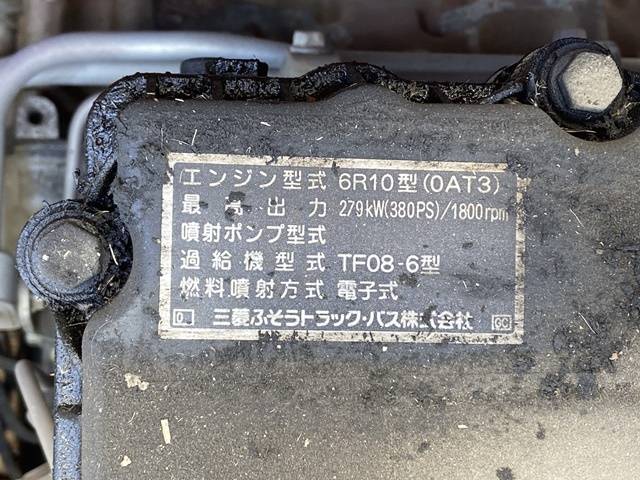 エンジン型式 6R10型(0AT3)
最高出力 279kW(380PS)/1800rpm
噴射ポンプ型式
過給機型式 TF08-6型
燃料噴射方式 電子式
三菱ふそうトラック・バス株式会社 GC